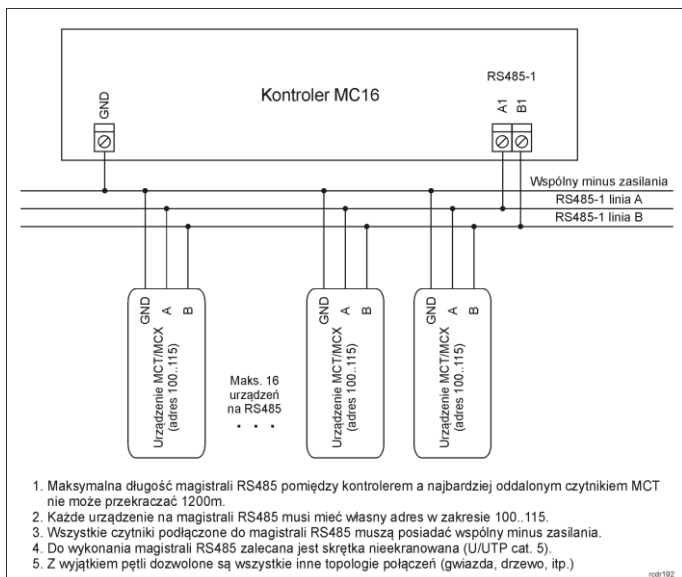 Kontroler MC16
RS485-1
GND
A1
B1
Wspólny minus zasilania
RS485-1 linia A
RS485-1 linia B
GND
A
B
Urządzenie MCT/MCX
(adres 100..115)
Maks. 16
urządzeń
na RS485
. . .
GND
A
B
Urządzenie MCT/MCX
(adres 100..115)
GND
A
B
Urządzenie MCT/MCX
(adres 100..115)
1. Maksymalna długość magistrali RS485 pomiędzy kontrolerem a najbardziej oddalonym czytnikiem MCT
nie może przekraczać 1200m.
2. Każde urządzenie na magistrali RS485 musi mieć własny adres w zakresie 100..115.
3. Wszystkie czytniki podłączone do magistrali RS485 muszą posiadać wspólny minus zasilania.
4. Do wykonania magistrali RS485 zalecana jest skrętka nieekranowana (U/UTP cat. 5).
5. Z wyjątkiem pętli dozwolone są wszystkie inne topologie połączeń (gwiazda, drzewo, itp.)
rodr192